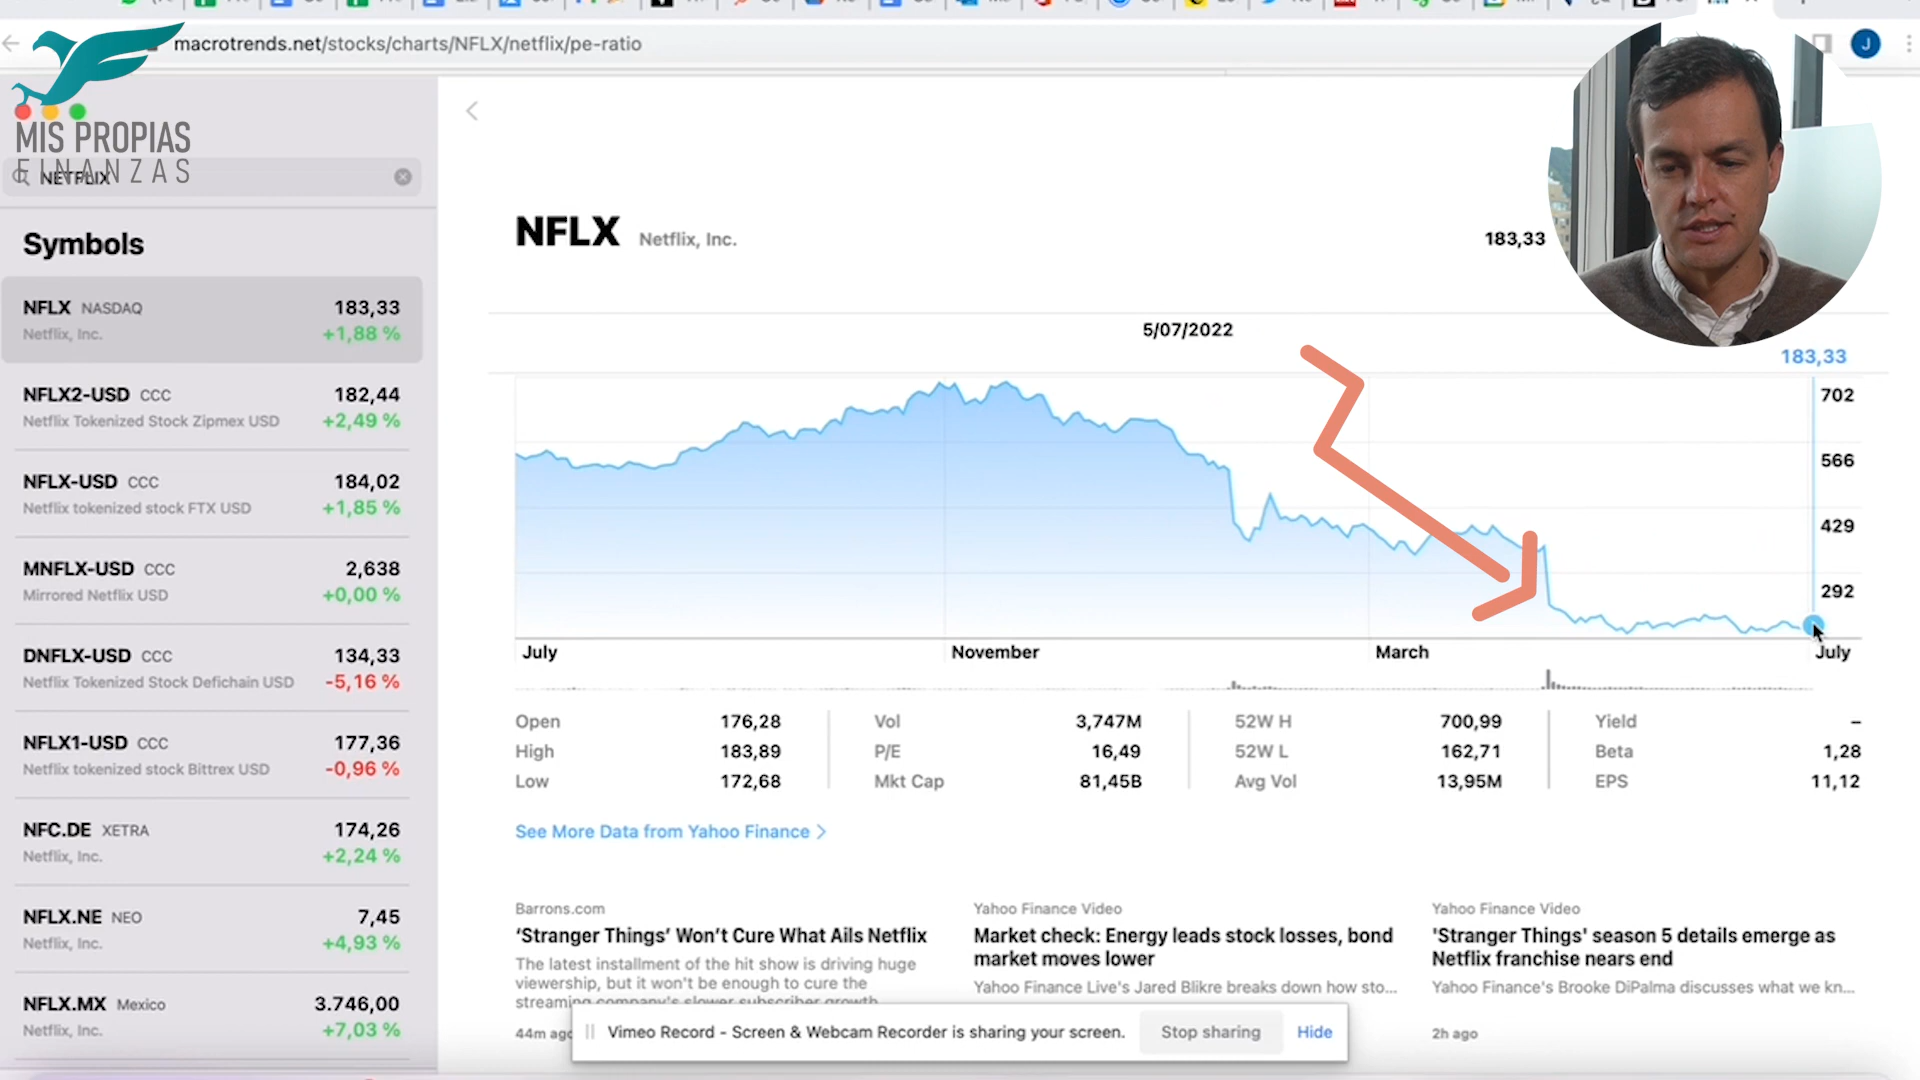 macrotrends.net/stocks/charts/NFLX/netflix/pe-ratio
J
MIS PROPIAS
FINANZAS
NETFLIX
Symbols
NFLX NASDAQ 183,33
Netflix, Inc. +1,88 %
NFLX2-USD CCC 182,44
Netflix Tokenized Stock Zipmex USD +2,49 %
NFLX-USD CCC 184,02
Netflix tokenized stock FTX USD +1,85 %
MNFLX-USD CCC 2,638
Mirrored Netflix USD +0,00 %
DNFLX-USD CCC 134,33
Netflix Tokenized Stock Defichain USD -5,16 %
NFLX1-USD CCC 177,36
Netflix tokenized stock Bittrex USD -0,96 %
NFC.DE XETRA 174,26
Netflix, Inc. +2,24 %
NFLX.NE NEO 7,45
Netflix, Inc. +4,93 %
NFLX.MX Mexico 3.746,00
Netflix, Inc. +7,03 %
NFLX Netflix, Inc. 183,33
5/07/2022
183,33
702
566
429
292
July November March July
Open 176,28 Vol 3,747M 52W H 700,99 Yield –
High 183,89 P/E 16,49 52W L 162,71 Beta 1,28
Low 172,68 Mkt Cap 81,45B Avg Vol 13,95M EPS 11,12
See More Data from Yahoo Finance >
Barrons.com
‘Stranger Things’ Won’t Cure What Ails Netflix
The latest installment of the hit show is driving huge
viewership, but it won't be enough to cure the
streaming company's slower subscriber growth
44m ago
Yahoo Finance Video
Market check: Energy leads stock losses, bond
market moves lower
Yahoo Finance Live's Jared Blikre breaks down how sto...
Yahoo Finance Video
'Stranger Things' season 5 details emerge as
Netflix franchise nears end
Yahoo Finance's Brooke DiPalma discusses what we kn...
2h ago
Vimeo Record - Screen & Webcam Recorder is sharing your screen. Stop sharing Hide